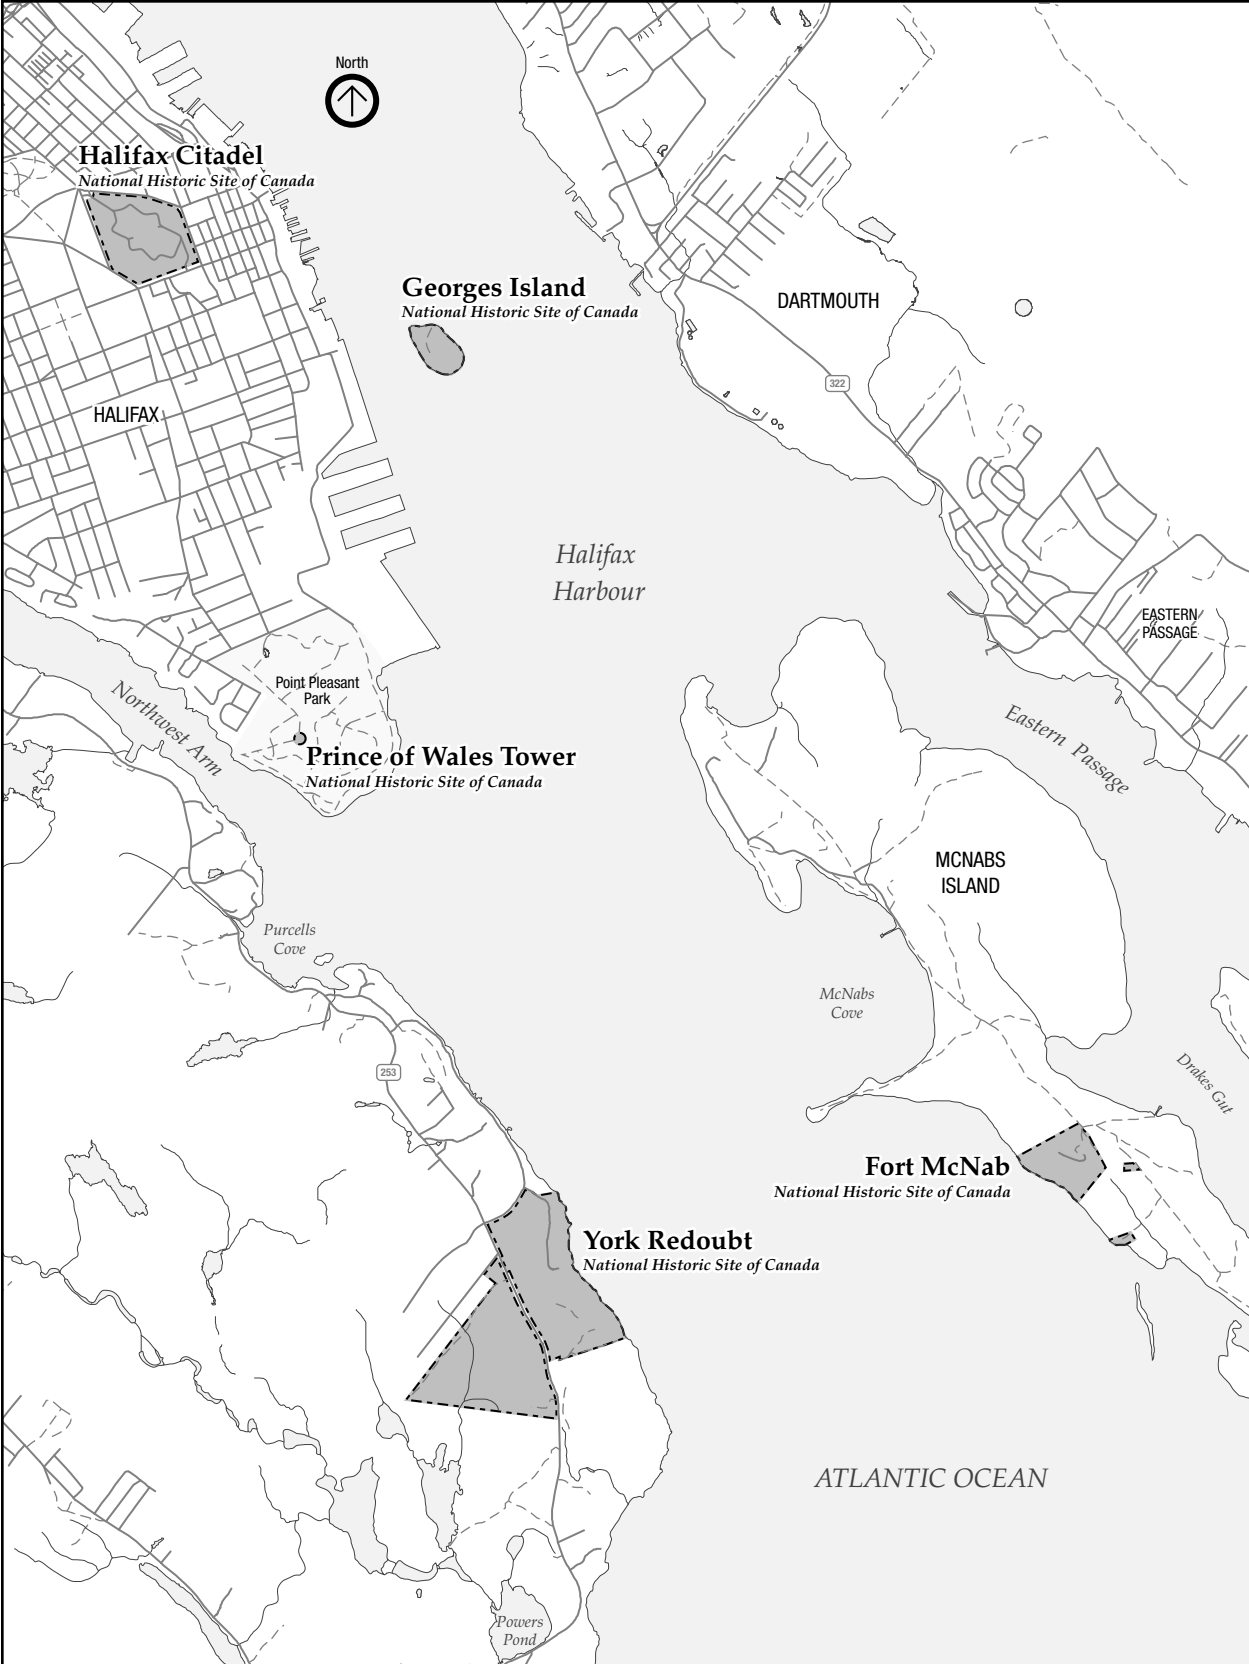 North
Halifax Citadel
National Historic Site of Canada
Georges Island
National Historic Site of Canada
DARTMOUTH
322
HALIFAX
Halifax
Harbour
EASTERN
PASSAGE
Point Pleasant
Park
Northwest Arm
Eastern Passage
Prince of Wales Tower
National Historic Site of Canada
MCNABS
ISLAND
Purcells
Cove
McNabs
Cove
253
Drakes Gut
Fort McNab
National Historic Site of Canada
York Redoubt
National Historic Site of Canada
ATLANTIC OCEAN
Powers
Pond